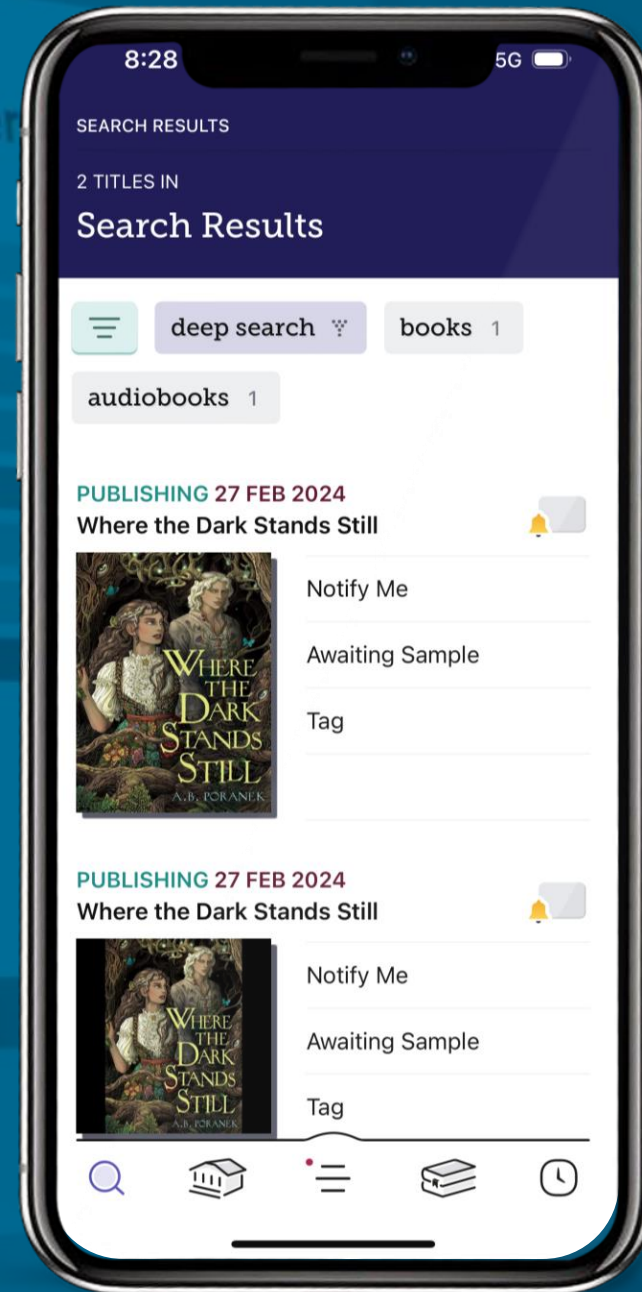 8:28
5G
SEARCH RESULTS
2 TITLES IN
Search Results
deep search
books 1
audiobooks 1
PUBLISHING 27 FEB 2024
Where the Dark Stands Still
Notify Me
Awaiting Sample
Tag
WHERE
THE
DARK
STANDS
STILL
A.B. PORANEK
PUBLISHING 27 FEB 2024
Where the Dark Stands Still
Notify Me
Awaiting Sample
Tag
WHERE
THE
DARK
STANDS
STILL
A.B. PORANEK